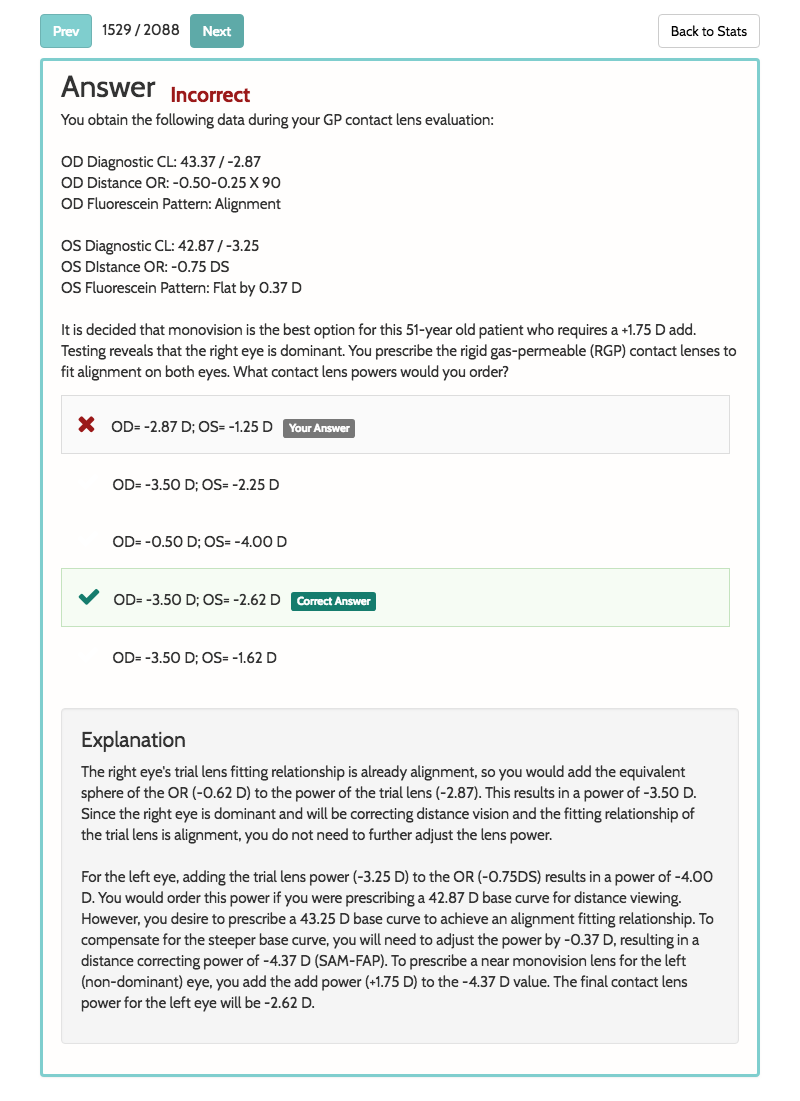 Prev 1529 / 2088 Next Back to Stats
Answer Incorrect
You obtain the following data during your GP contact lens evaluation:
OD Diagnostic CL: 43.37 / -2.87
OD Distance OR: -0.50-0.25 X 90
OD Fluorescein Pattern: Alignment
OS Diagnostic CL: 42.87 / -3.25
OS DIstance OR: -0.75 DS
OS Fluorescein Pattern: Flat by 0.37 D
It is decided that monovision is the best option for this 51-year old patient who requires a +1.75 D add.
Testing reveals that the right eye is dominant. You prescribe the rigid gas-permeable (RGP) contact lenses to
fit alignment on both eyes. What contact lens powers would you order?
OD= -2.87 D; OS= -1.25 D Your Answer
OD= -3.50 D; OS= -2.25 D
OD= -0.50 D; OS= -4.00 D
OD= -3.50 D; OS= -2.62 D Correct Answer
OD= -3.50 D; OS= -1.62 D
Explanation
The right eye's trial lens fitting relationship is already alignment, so you would add the equivalent
sphere of the OR (-0.62 D) to the power of the trial lens (-2.87). This results in a power of -3.50 D.
Since the right eye is dominant and will be correcting distance vision and the fitting relationship of
the trial lens is alignment, you do not need to further adjust the lens power.
For the left eye, adding the trial lens power (-3.25 D) to the OR (-0.75DS) results in a power of -4.00
D. You would order this power if you were prescribing a 42.87 D base curve for distance viewing.
However, you desire to prescribe a 43.25 D base curve to achieve an alignment fitting relationship. To
compensate for the steeper base curve, you will need to adjust the power by -0.37 D, resulting in a
distance correcting power of -4.37 D (SAM-FAP). To prescribe a near monovision lens for the left
(non-dominant) eye, you add the add power (+1.75 D) to the -4.37 D value. The final contact lens
power for the left eye will be -2.62 D.